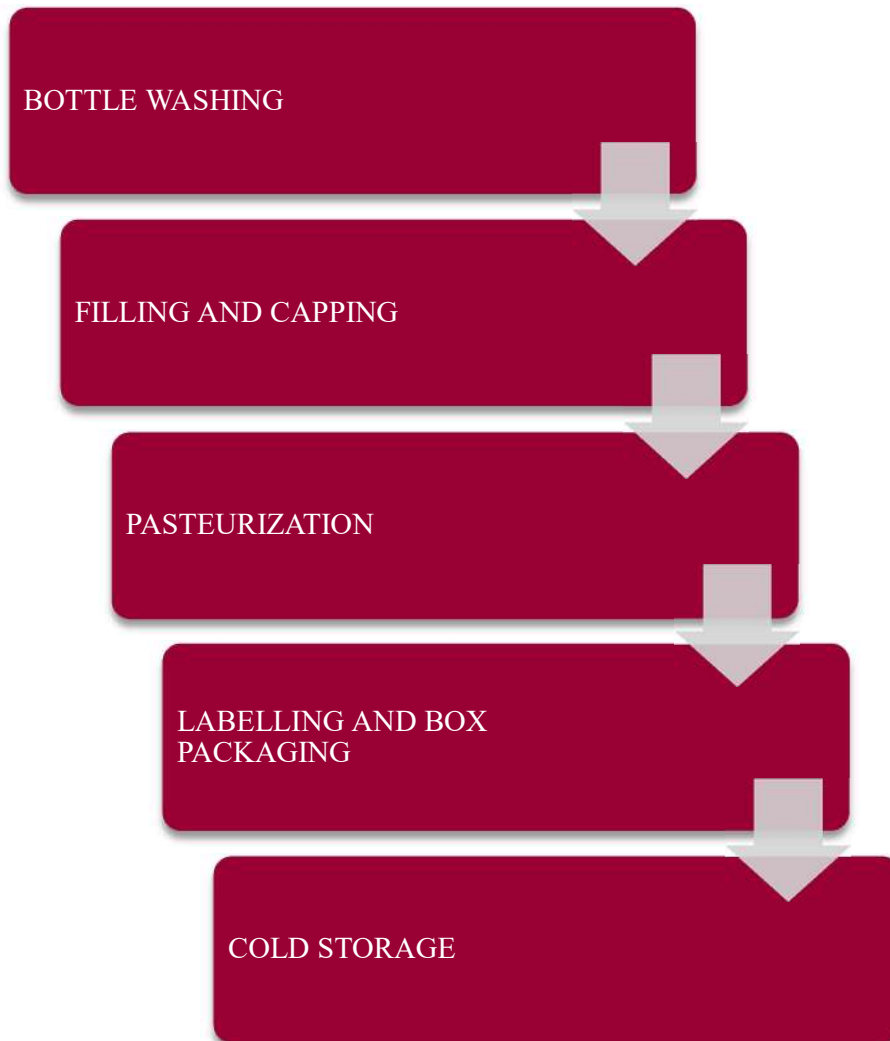 BOTTLE WASHING
FILLING AND CAPPING
PASTEURIZATION
LABELLING AND BOX
PACKAGING
COLD STORAGE